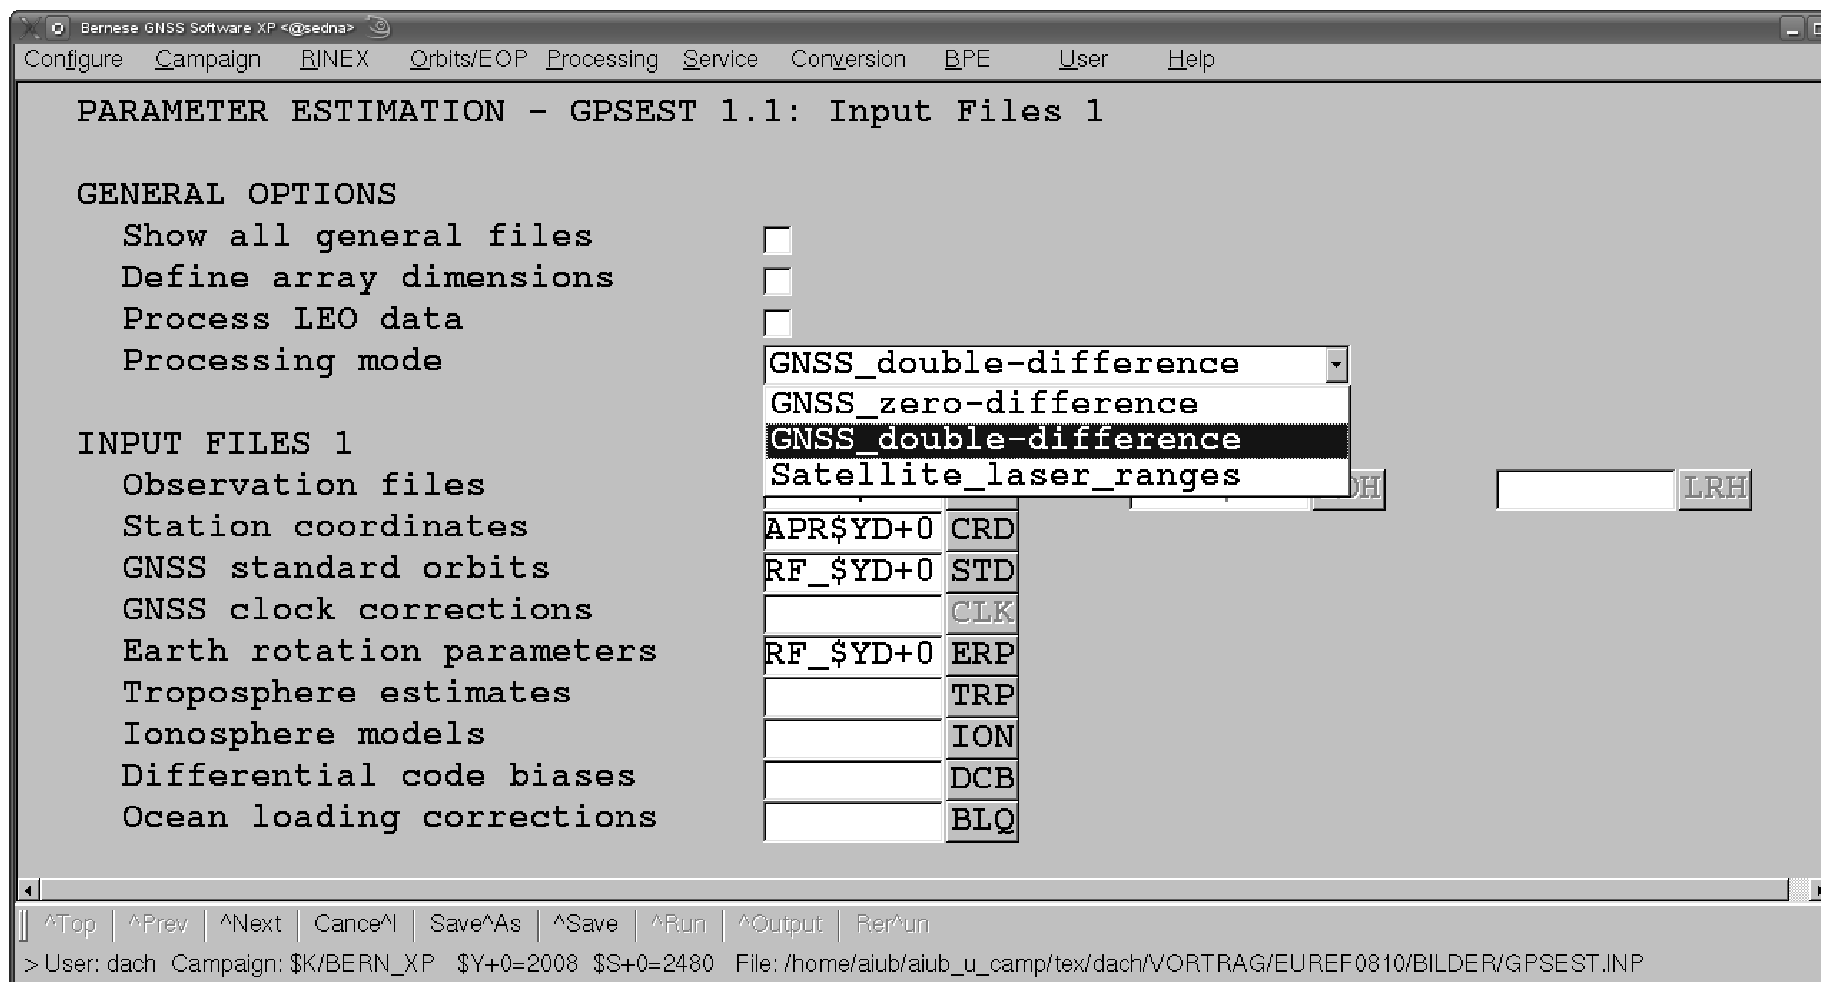 Bernese GNSS Software XP <@sedna>
Configure Campaign RINEX Orbits/EOP Processing Service Conversion BPE User Help
PARAMETER ESTIMATION - GPSEST 1.1: Input Files 1
GENERAL OPTIONS
Show all general files
Define array dimensions
Process LEO data
Processing mode GNSS_double-difference
GNSS_zero-difference
GNSS_double-difference
Satellite_laser_ranges
INPUT FILES 1
Observation files LRH
Station coordinates APR$YD+0 CRD
GNSS standard orbits RF_$YD+0 STD
GNSS clock corrections CLK
Earth rotation parameters RF_$YD+0 ERP
Troposphere estimates TRP
Ionosphere models ION
Differential code biases DCB
Ocean loading corrections BLQ
^Top ^Prev ^Next Cance^l Save^As ^Save ^Run ^Output Rer^un
> User: dach Campaign: $K/BERN_XP $Y+0=2008 $S+0=2480 File: /home/aiub/aiub_u_camp/tex/dach/VORTRAG/EUREF0810/BILDER/GPSEST.INP